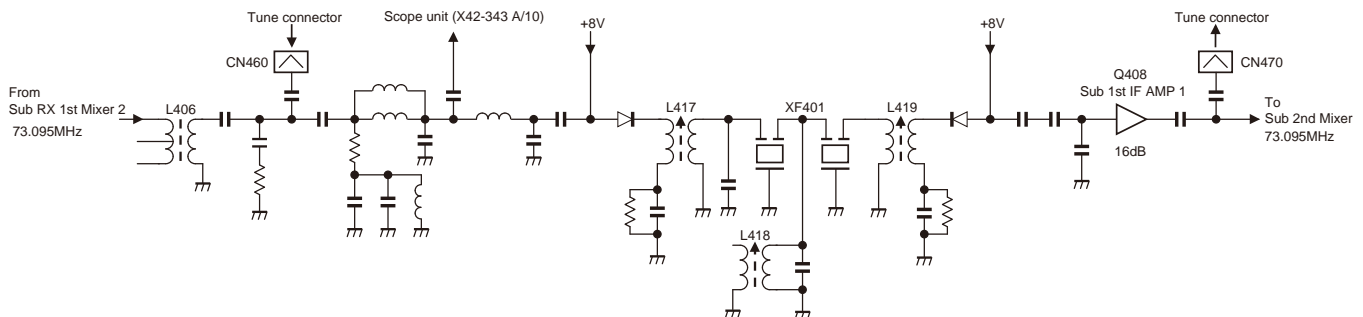 Tune connector
Scope unit (X42-343 A/10)
+8V
+8V
Tune connector
CN460
CN470
From
Sub RX 1st Mixer 2
73.095MHz
L406
L417
XF401
L419
Q408
Sub 1st IF AMP 1
16dB
To
Sub 2nd Mixer
73.095MHz
L418